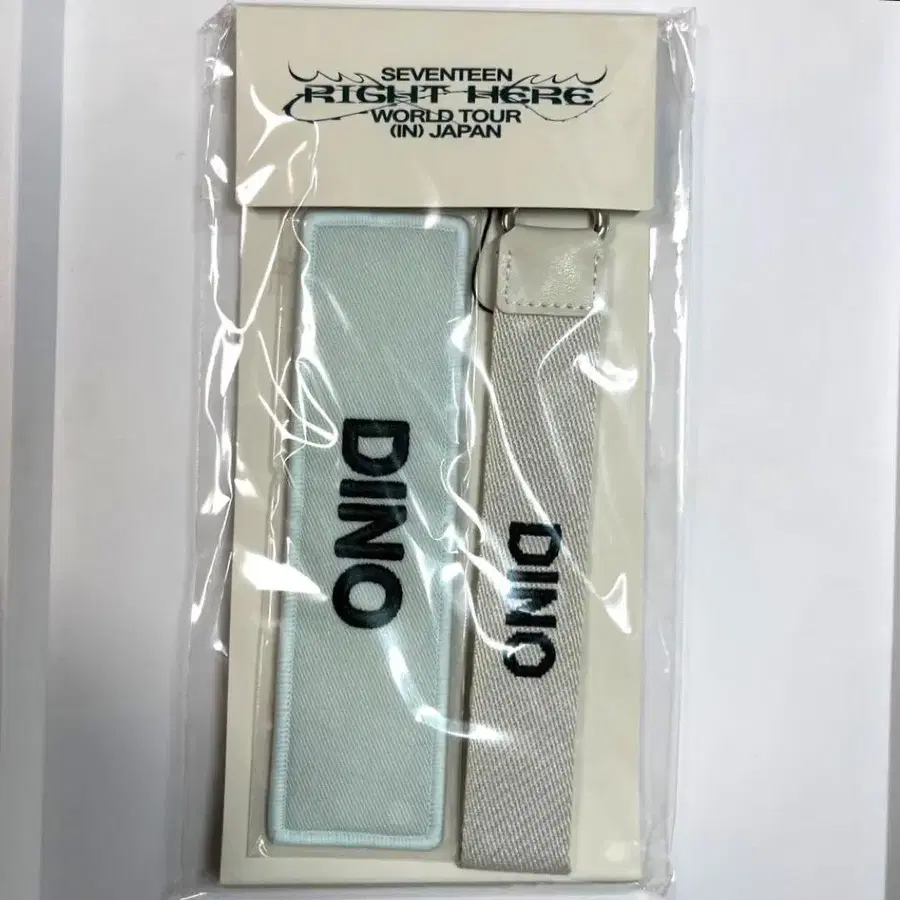 SEVENTEEN
RIGHT HERE
WORLD TOUR
(IN) JAPAN
DINO
DINO